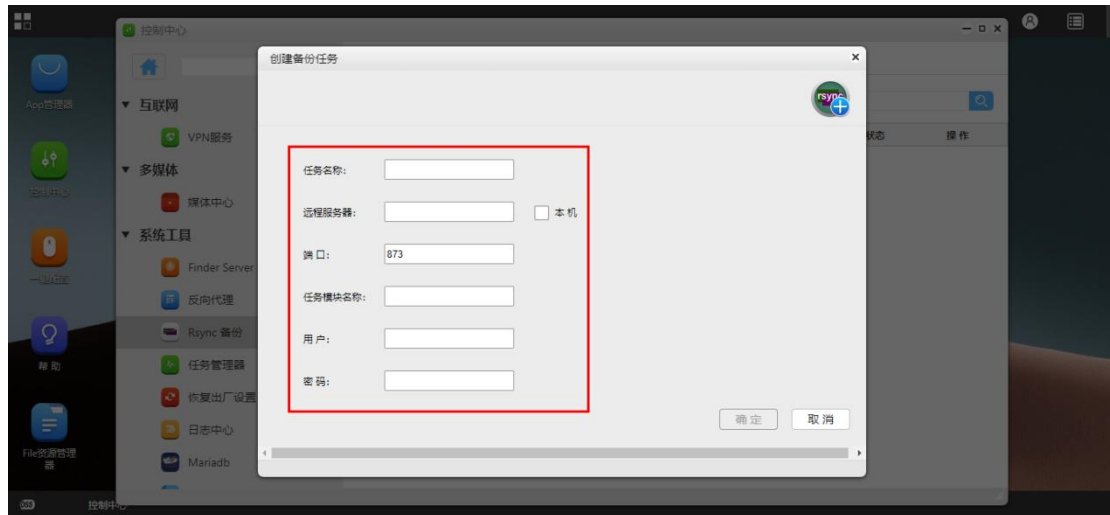 控制中心
创建备份任务
rsync
App管理器
互联网
VPN服务
状态
操 作
多媒体
任务名称:
控制中心
媒体中心
远程服务器:
本 机
系统工具
端 口:
873
Finder Server
反向代理
任务模块名称:
Rsync 备份
用 户:
帮 助
任务管理器
密 码:
恢复出厂设置
确 定
取 消
日志中心
File资源管理
器
Mariadb
控制中心